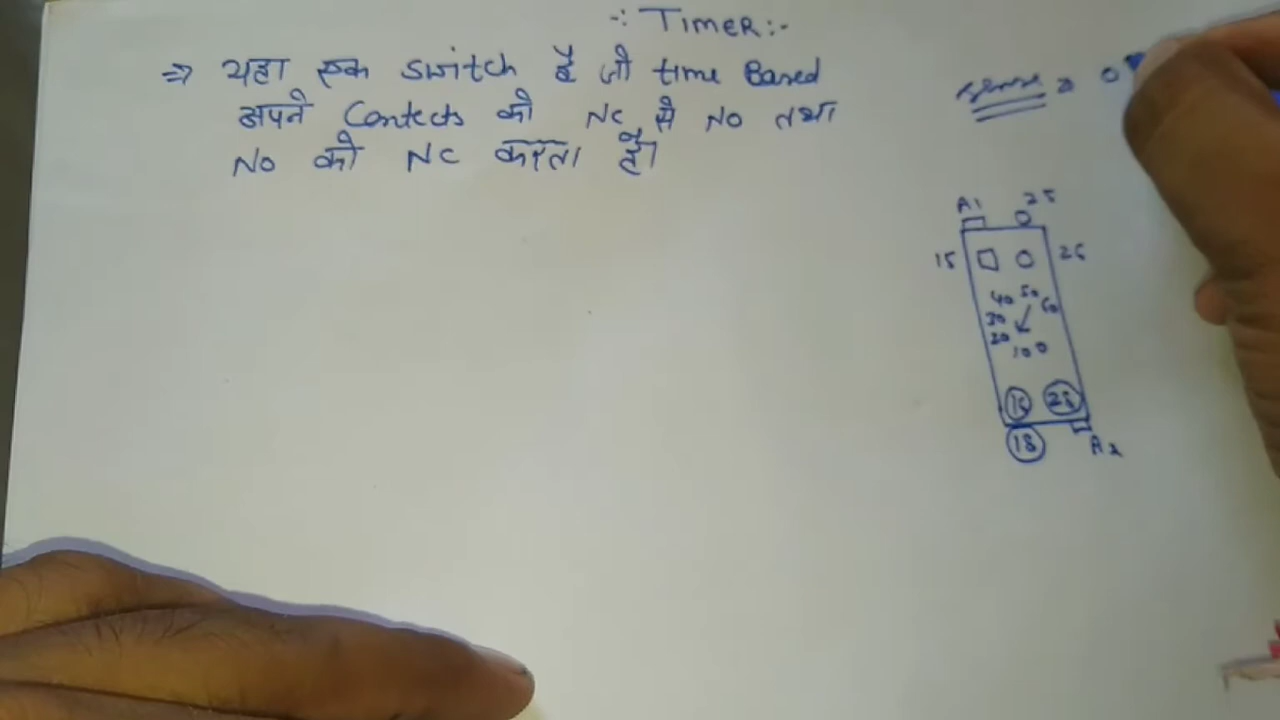 -: TIMER :-
⇒ यहा एक switch है जो time Based
अपने Contects को NC से NO तथा
NO को NC करता है।
A1 25
15 26
40 50 60
30
20 100
15 28
18 A2